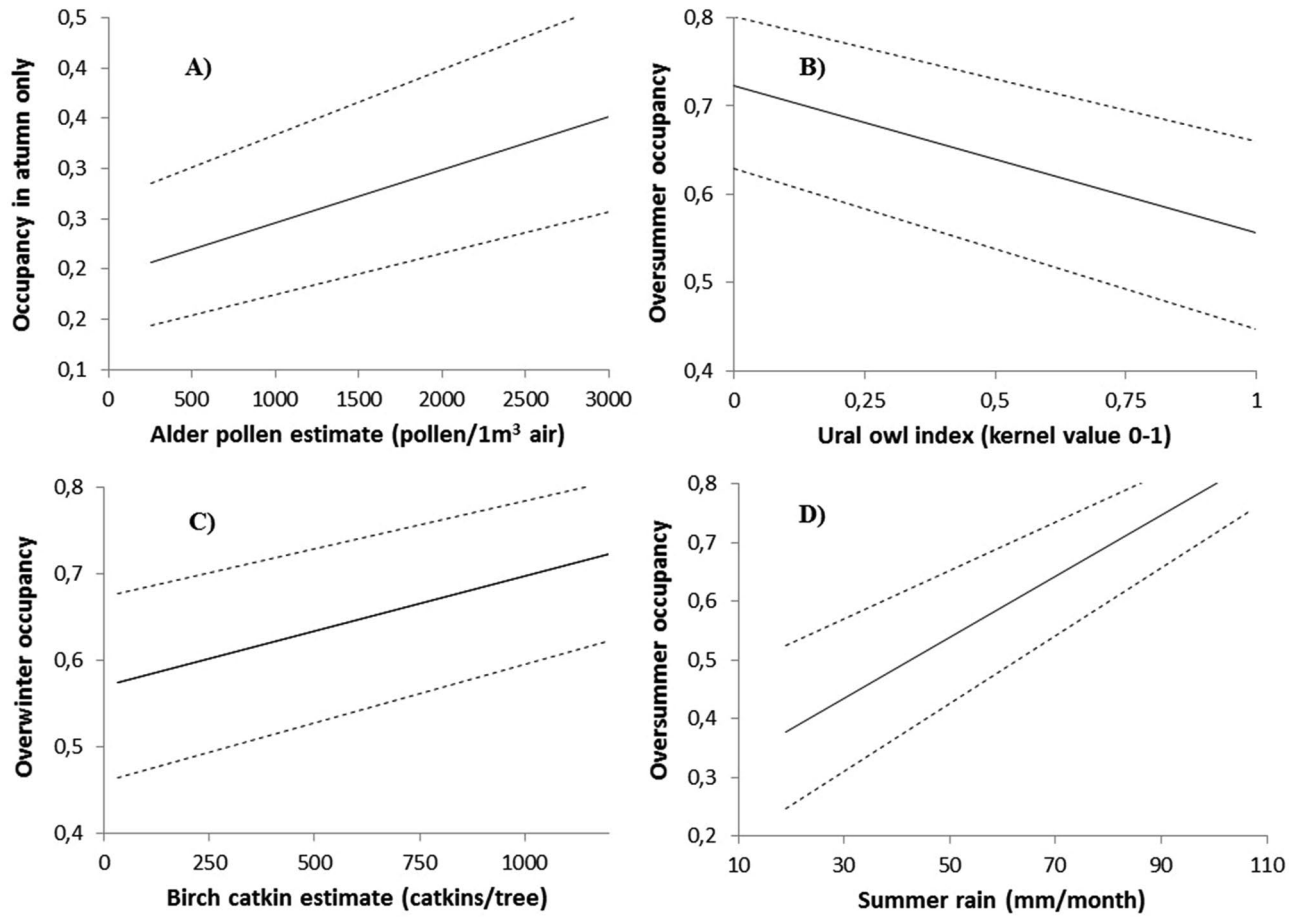 A)
Occupancy in atumn only
0,5
0,4
0,4
0,3
0,3
0,2
0,2
0,1
0 500 1000 1500 2000 2500 3000
Alder pollen estimate (pollen/1m³ air)
B)
Oversummer occupancy
0,8
0,7
0,6
0,5
0,4
0 0,25 0,5 0,75 1
Ural owl index (kernel value 0-1)
C)
Overwinter occupancy
0,8
0,7
0,6
0,5
0,4
0 250 500 750 1000
Birch catkin estimate (catkins/tree)
D)
Oversummer occupancy
0,8
0,7
0,6
0,5
0,4
0,3
0,2
10 30 50 70 90 110
Summer rain (mm/month)